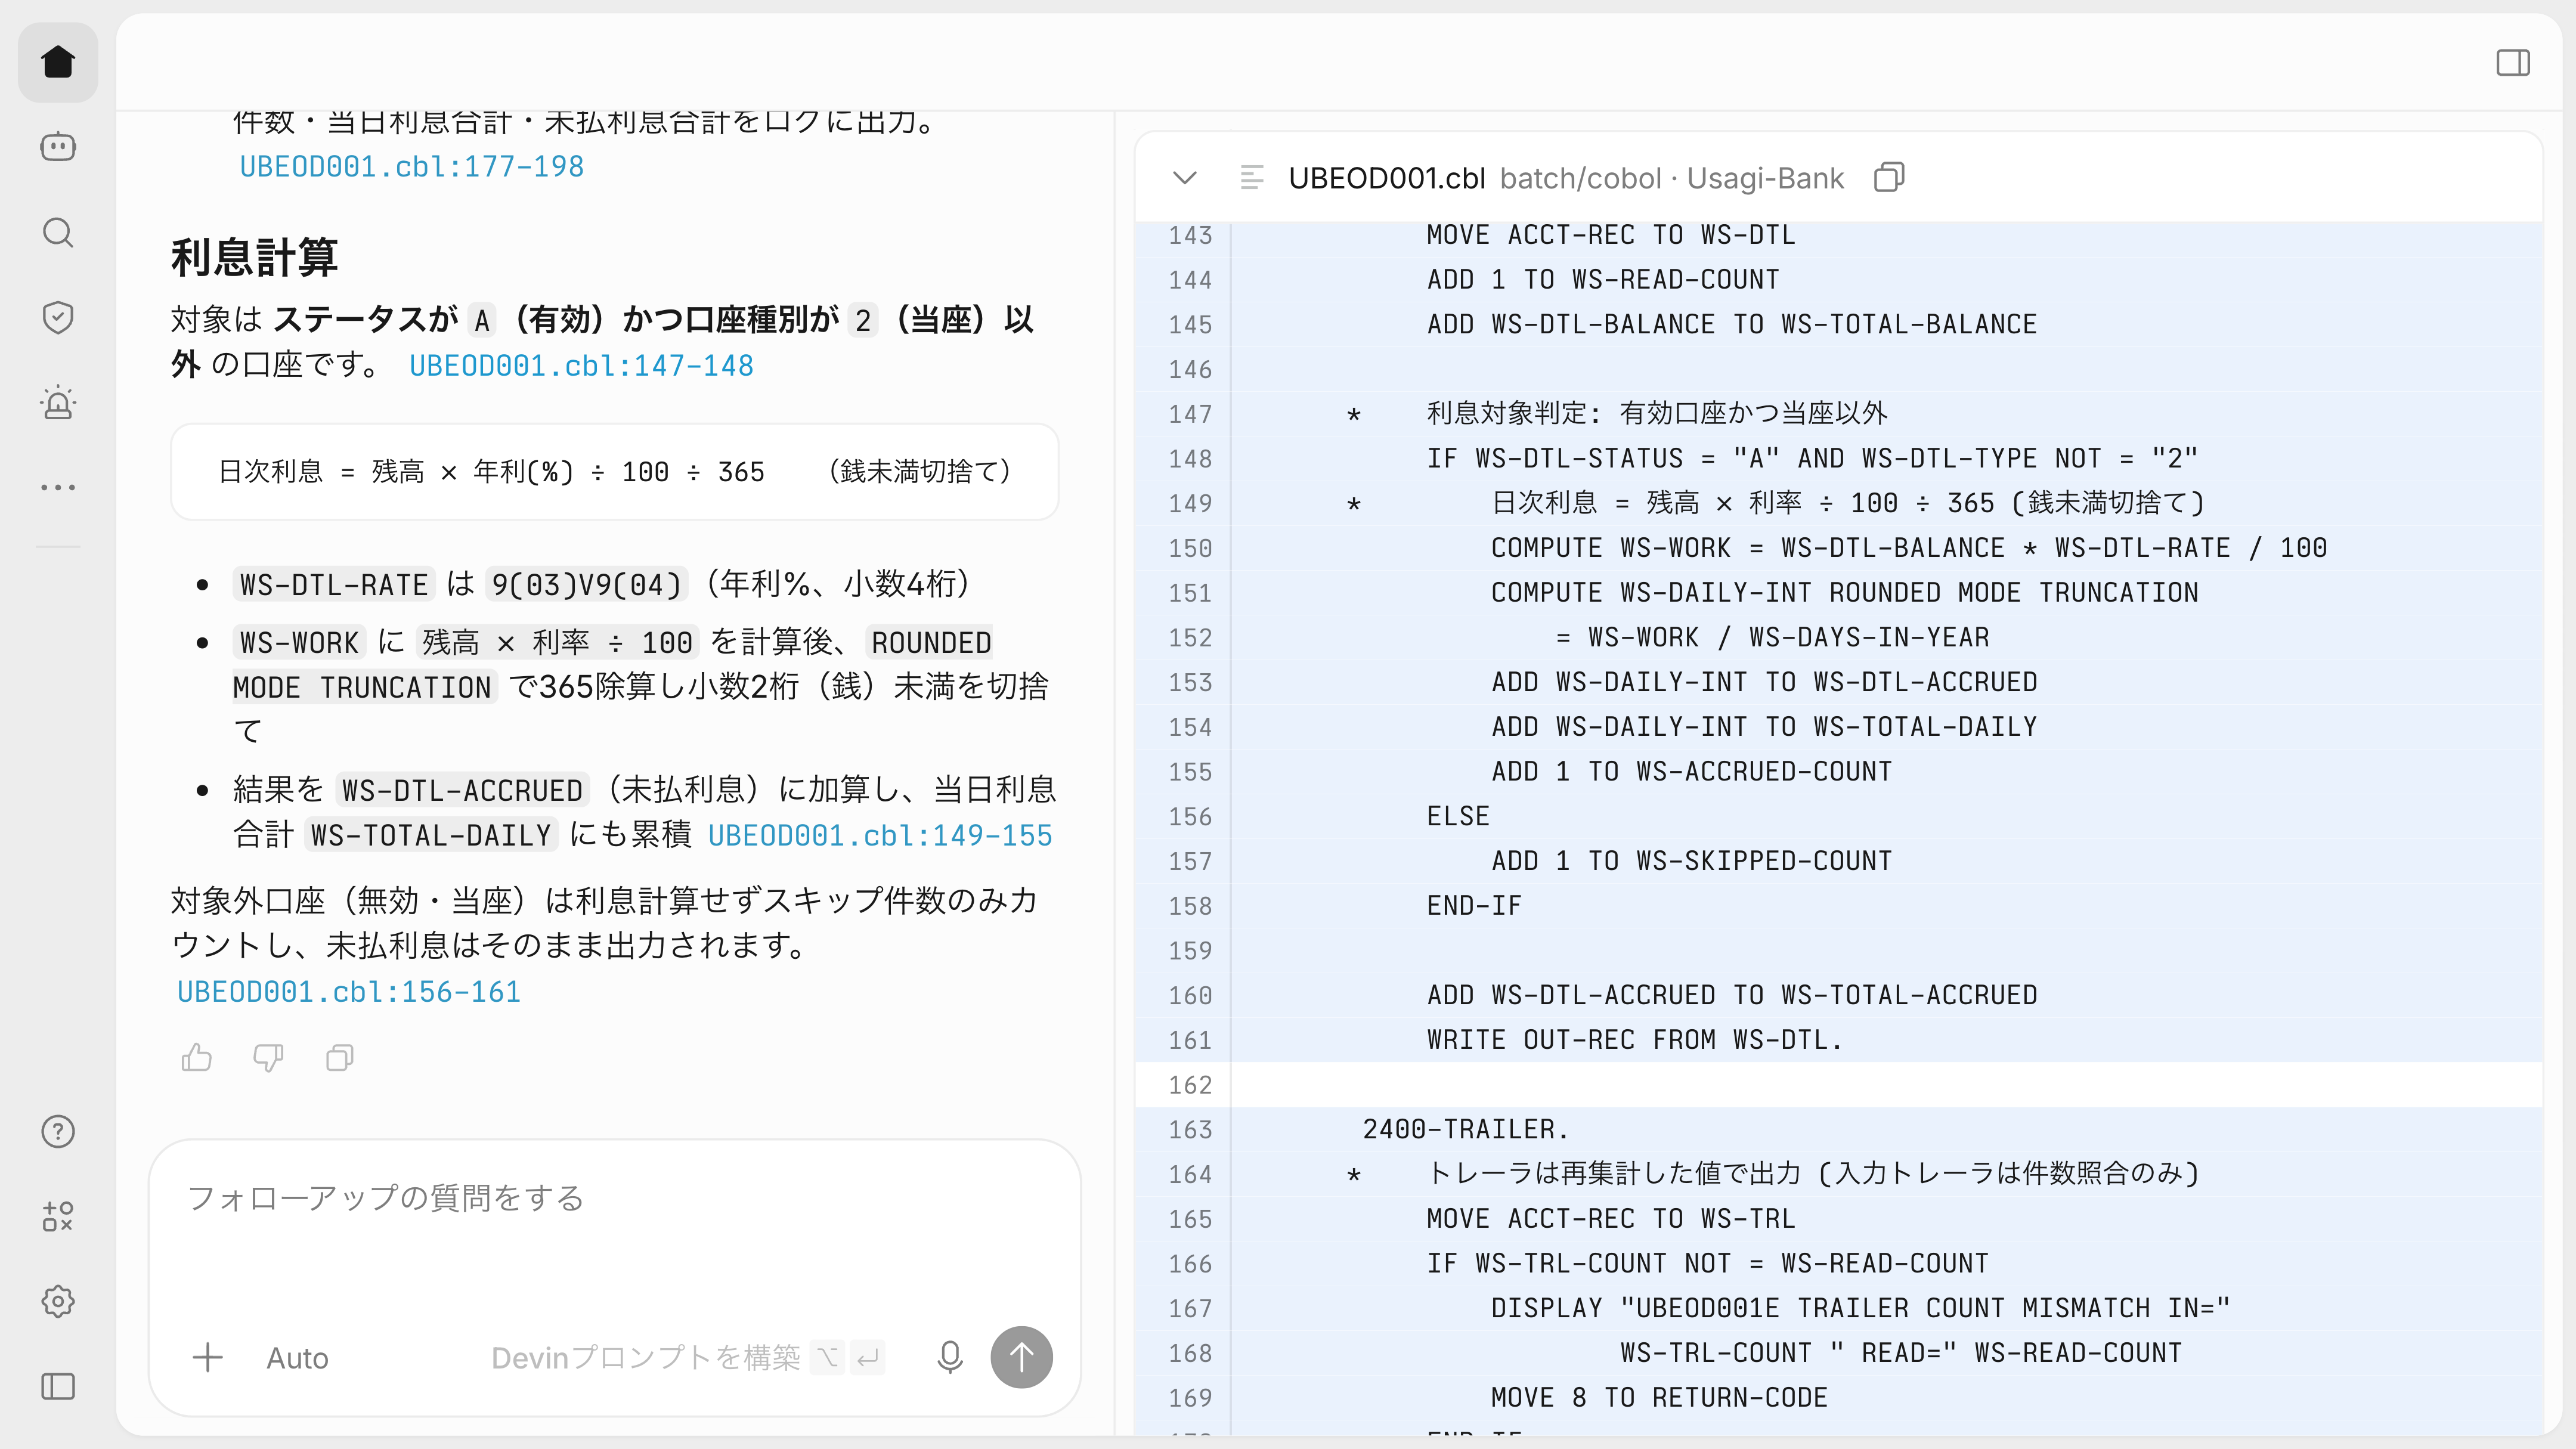 件数・当日利息合計・未払利息合計をログに出力。
UBEOD001.cbl:177-198
利息計算
対象は ステータスが A（有効）かつ口座種別が 2（当座）以
外 の口座です。 UBEOD001.cbl:147-148
日次利息 = 残高 × 年利(%) ÷ 100 ÷ 365 （銭未満切捨て）
WS-DTL-RATE は 9(03)V9(04)（年利%、小数4桁）
WS-WORK に 残高 × 利率 ÷ 100 を計算後、ROUNDED
MODE TRUNCATION で365除算し小数2桁（銭）未満を切捨
て
結果を WS-DTL-ACCRUED（未払利息）に加算し、当日利息
合計 WS-TOTAL-DAILY にも累積 UBEOD001.cbl:149-155
対象外口座（無効・当座）は利息計算せずスキップ件数のみカ
ウントし、未払利息はそのまま出力されます。
UBEOD001.cbl:156-161
フォローアップの質問をする
Auto
Devinプロンプトを構築
UBEOD001.cbl batch/cobol · Usagi-Bank
143 MOVE ACCT-REC TO WS-DTL
144 ADD 1 TO WS-READ-COUNT
145 ADD WS-DTL-BALANCE TO WS-TOTAL-BALANCE
146
147 * 利息対象判定: 有効口座かつ当座以外
148 IF WS-DTL-STATUS = "A" AND WS-DTL-TYPE NOT = "2"
149 * 日次利息 = 残高 × 利率 ÷ 100 ÷ 365 (銭未満切捨て)
150 COMPUTE WS-WORK = WS-DTL-BALANCE * WS-DTL-RATE / 100
151 COMPUTE WS-DAILY-INT ROUNDED MODE TRUNCATION
152 = WS-WORK / WS-DAYS-IN-YEAR
153 ADD WS-DAILY-INT TO WS-DTL-ACCRUED
154 ADD WS-DAILY-INT TO WS-TOTAL-DAILY
155 ADD 1 TO WS-ACCRUED-COUNT
156 ELSE
157 ADD 1 TO WS-SKIPPED-COUNT
158 END-IF
159
160 ADD WS-DTL-ACCRUED TO WS-TOTAL-ACCRUED
161 WRITE OUT-REC FROM WS-DTL.
162
163 2400-TRAILER.
164 * トレーラは再集計した値で出力 (入力トレーラは件数照合のみ)
165 MOVE ACCT-REC TO WS-TRL
166 IF WS-TRL-COUNT NOT = WS-READ-COUNT
167 DISPLAY "UBEOD001E TRAILER COUNT MISMATCH IN="
168 WS-TRL-COUNT " READ=" WS-READ-COUNT
169 MOVE 8 TO RETURN-CODE